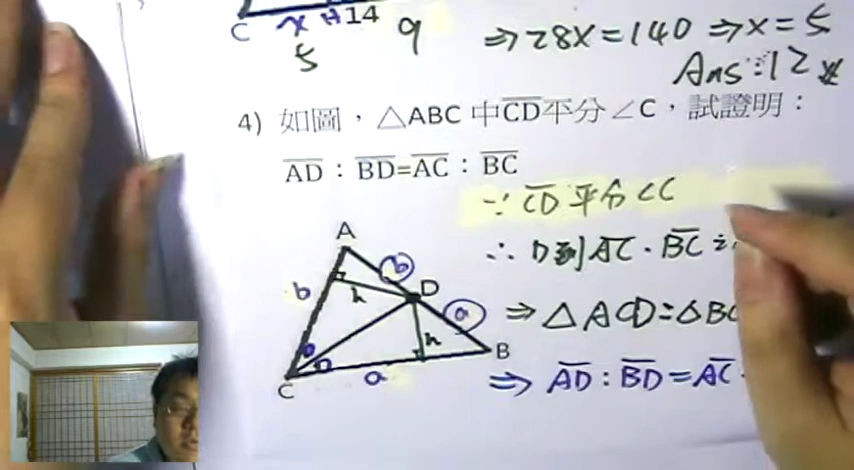 C x +14
5 9
⇒28X=140 ⇒X=5
Ans:12
4) 如圖，△ABC 中CD平分∠C，試證明：
AD：BD=AC：BC
∵ CD 平分∠C
∴ D到AC、BC
⇒ △ACD:△BC
⇒ AD:BD=AC
A
b b
h D
a
h
B
C a